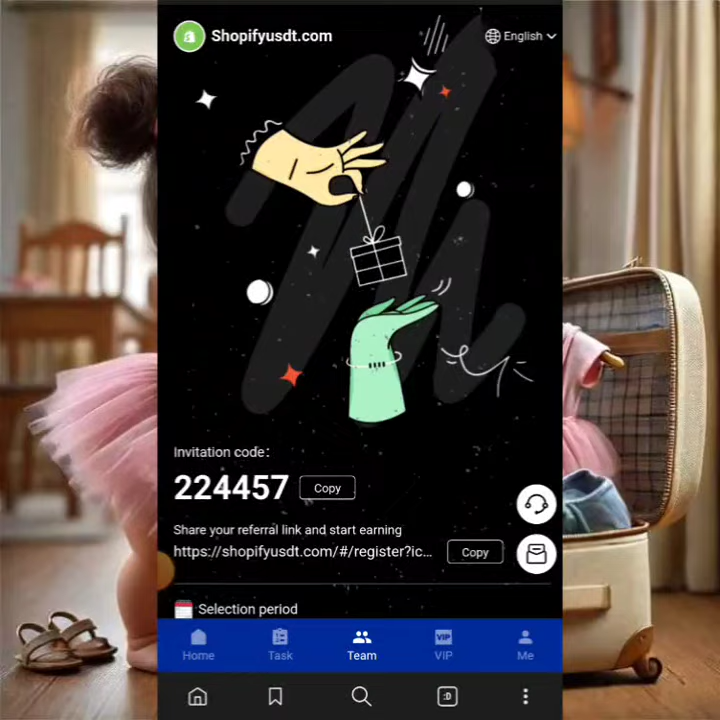 Shopifyusdt.com
English
Invitation code:
224457
Copy
Share your referral link and start earning
https://shopifyusdt.com/#/register?ic...
Copy
Selection period
Home
Task
Team
VIP
VIP
Me
:D